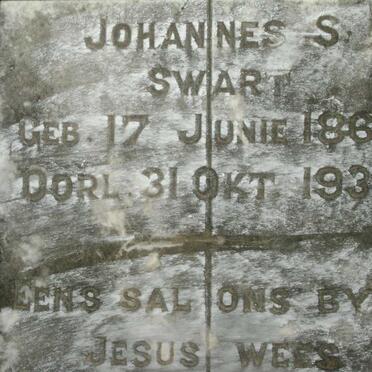 JOHANNES S.
SWART
GEB. 17 JUNIE 186
OORL. 31 OKT. 193
EENS SAL ONS BY
JESUS WEES